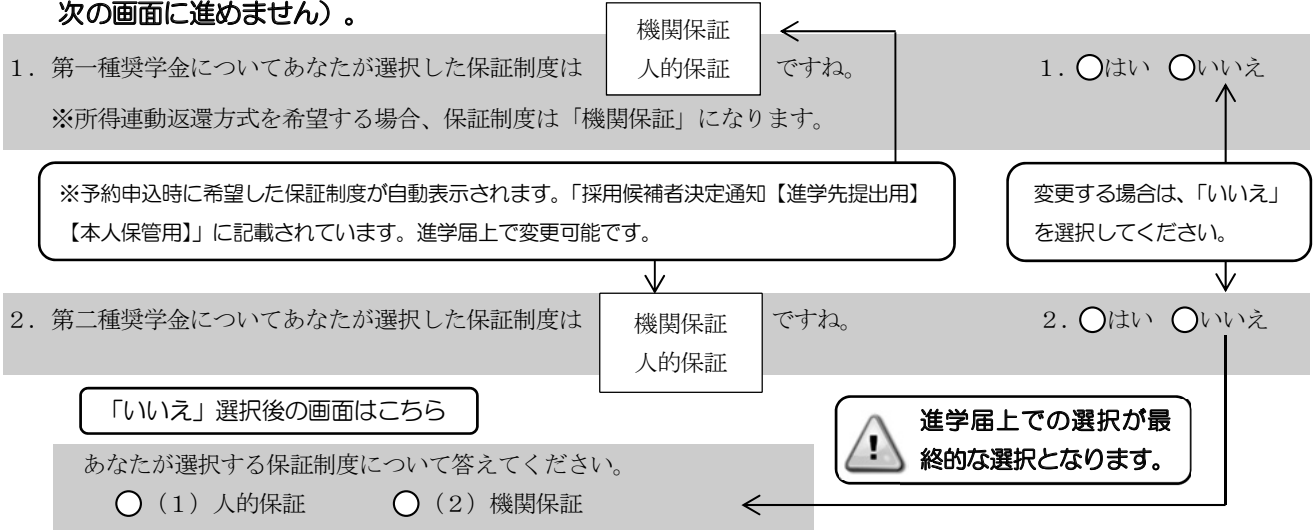 次の画面に進めません）。
機関保証
1．第一種奨学金についてあなたが選択した保証制度は 人的保証 ですね。 1．○はい ○いいえ
※所得連動返還方式を希望する場合、保証制度は「機関保証」になります。
※予約申込時に希望した保証制度が自動表示されます。「採用候補者決定通知【進学先提出用】
【本人保管用】」に記載されています。進学届上で変更可能です。
変更する場合は、「いいえ」
を選択してください。
2．第二種奨学金についてあなたが選択した保証制度は 機関保証 ですね。 2．○はい ○いいえ
人的保証
「いいえ」選択後の画面はこちら
進学届上での選択が最
終的な選択となります。
あなたが選択する保証制度について答えてください。
○（1）人的保証 ○（2）機関保証